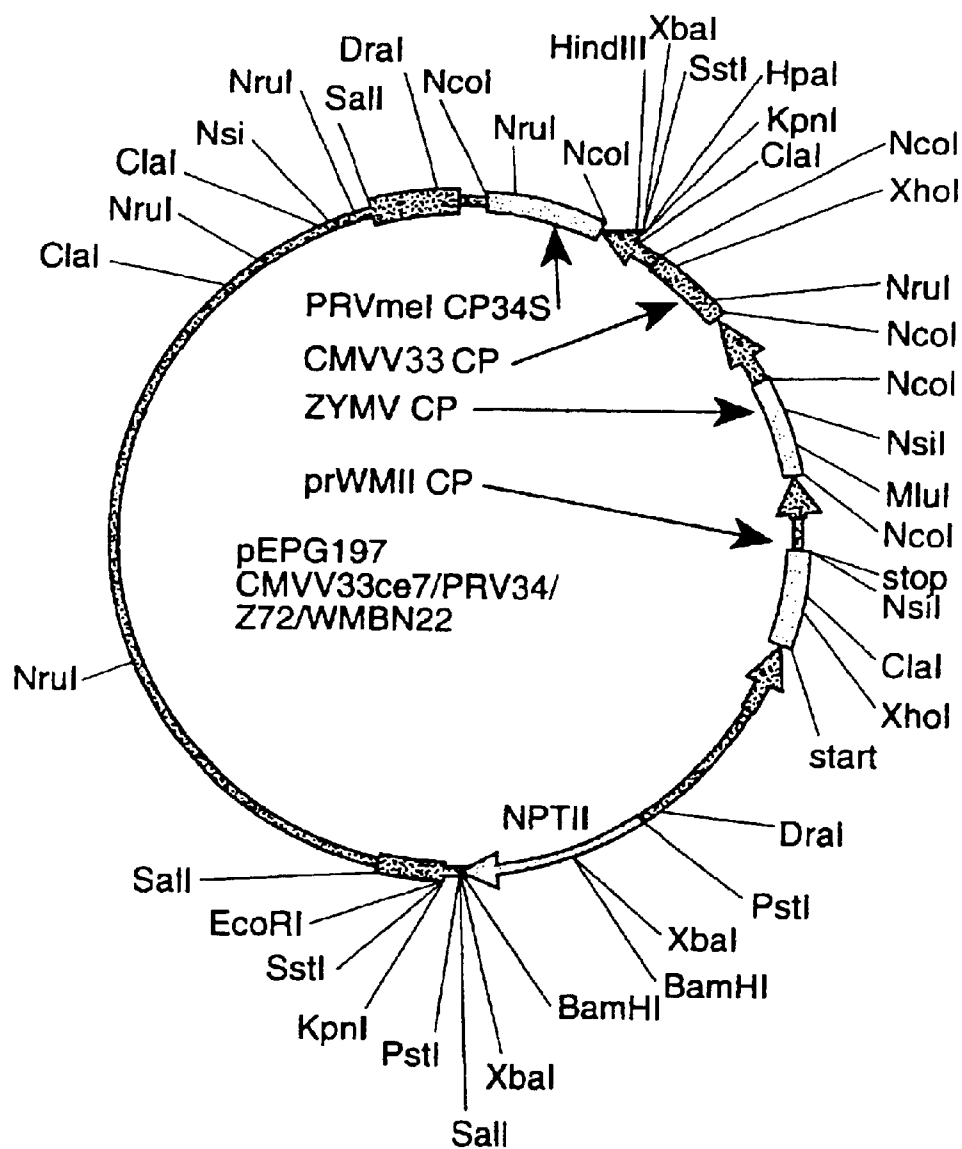 DraI
NcoI
HindIII
XbaI
SstI
HpaI
KpnI
ClaI
NcoI
XhoI
NruI
SalI
NruI
NcoI
Nsi
ClaI
NruI
ClaI
NruI
NcoI
NcoI
NsiI
MluI
NcoI
stop
NsiI
ClaI
XhoI
start
PRVmeI CP34S
CMVV33 CP
ZYMV CP
prWMII CP
pEPG197
CMVV33ce7/PRV34/
Z72/WMBN22
NruI
NPTII
DraI
PstI
XbaI
BamHI
BamHI
XbaI
SalI
PstI
KpnI
SstI
EcoRI
SalI